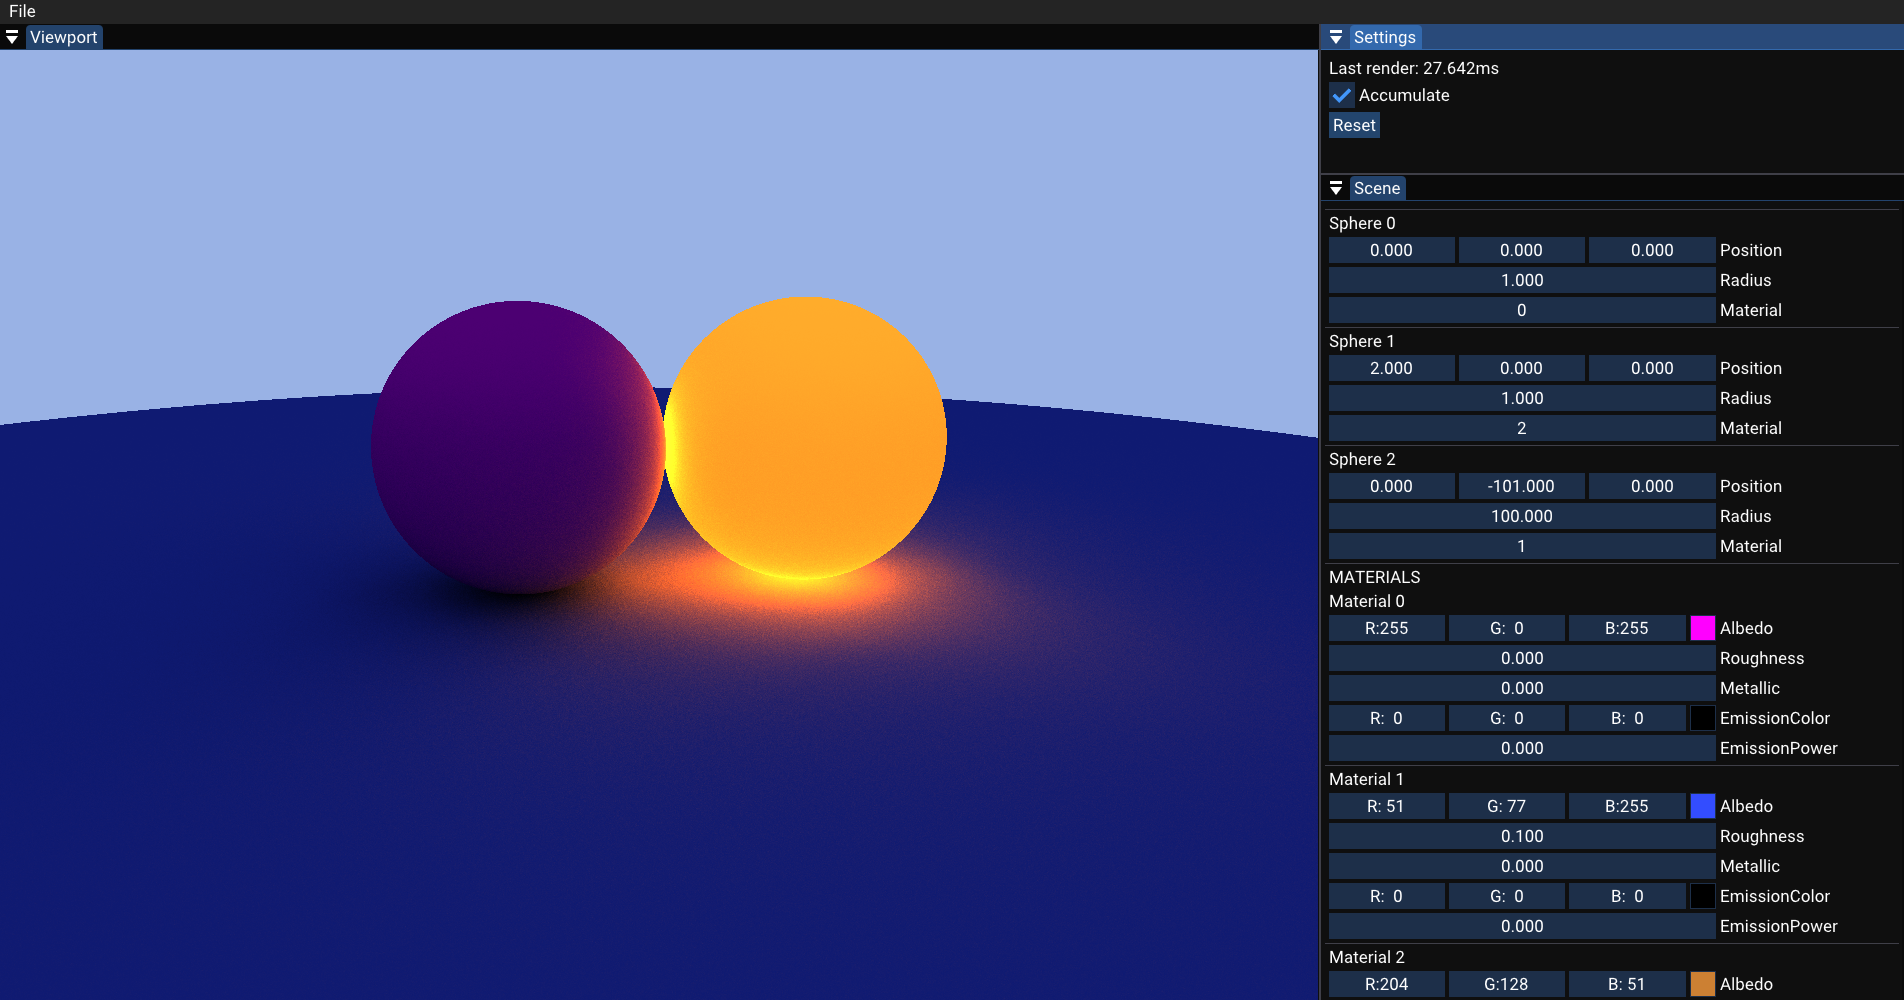 File
Viewport
Settings
Last render: 27.642ms
Accumulate
Reset
Scene
Sphere 0
0.000 0.000 0.000 Position
1.000 Radius
0 Material
Sphere 1
2.000 0.000 0.000 Position
1.000 Radius
2 Material
Sphere 2
0.000 -101.000 0.000 Position
100.000 Radius
1 Material
MATERIALS
Material 0
R:255 G: 0 B:255 Albedo
0.000 Roughness
0.000 Metallic
R: 0 G: 0 B: 0 EmissionColor
0.000 EmissionPower
Material 1
R: 51 G: 77 B:255 Albedo
0.100 Roughness
0.000 Metallic
R: 0 G: 0 B: 0 EmissionColor
0.000 EmissionPower
Material 2
R:204 G:128 B: 51 Albedo